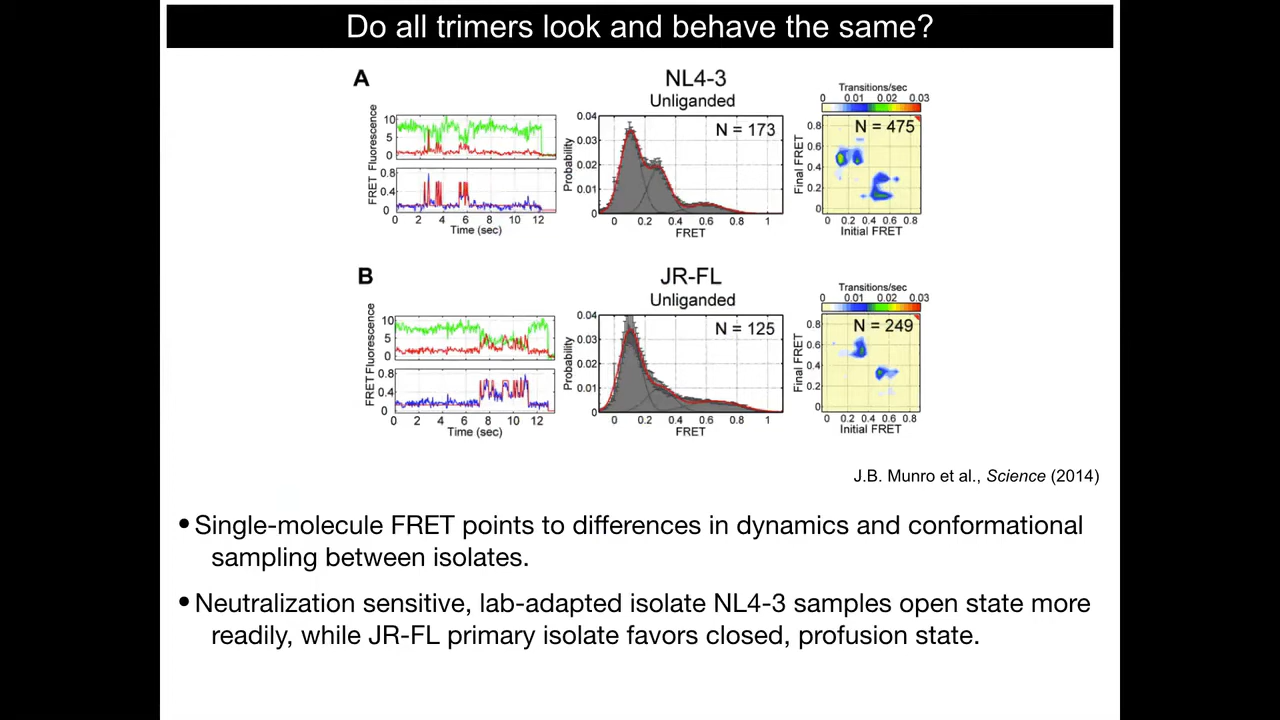 Do all trimers look and behave the same?
A
NL4-3
Unliganded
Fluorescence
10
5
0
FRET
0.8
0.4
0
0 2 4 6 8 10 12
Time (sec)
Probability
0.04
0.03
0.02
0.01
0
N = 173
0 0.2 0.4 0.6 0.8 1
FRET
Transitions/sec
0 0.01 0.02 0.03
N = 475
Final FRET
0.8
0.6
0.4
0.2
0
0 0.2 0.4 0.6 0.8
Initial FRET
B
JR-FL
Unliganded
Fluorescence
10
5
0
FRET
0.8
0.4
0
0 2 4 6 8 10 12
Time (sec)
Probability
0.04
0.03
0.02
0.01
0
N = 125
0 0.2 0.4 0.6 0.8 1
FRET
Transitions/sec
0 0.01 0.02 0.03
N = 249
Final FRET
0.8
0.6
0.4
0.2
0
0 0.2 0.4 0.6 0.8
Initial FRET
J.B. Munro et al., Science (2014)
•Single-molecule FRET points to differences in dynamics and conformational
sampling between isolates.
•Neutralization sensitive, lab-adapted isolate NL4-3 samples open state more
readily, while JR-FL primary isolate favors closed, profusion state.